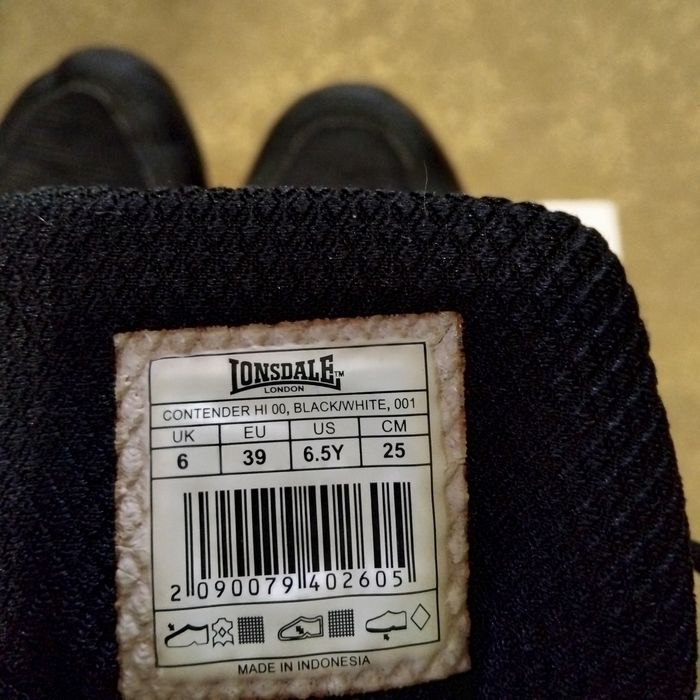 LONSDALE™
LONDON
CONTENDER HI 00, BLACK/WHITE, 001
UK EU US CM
6 39 6.5Y 25
2 090079 402605
MADE IN INDONESIA